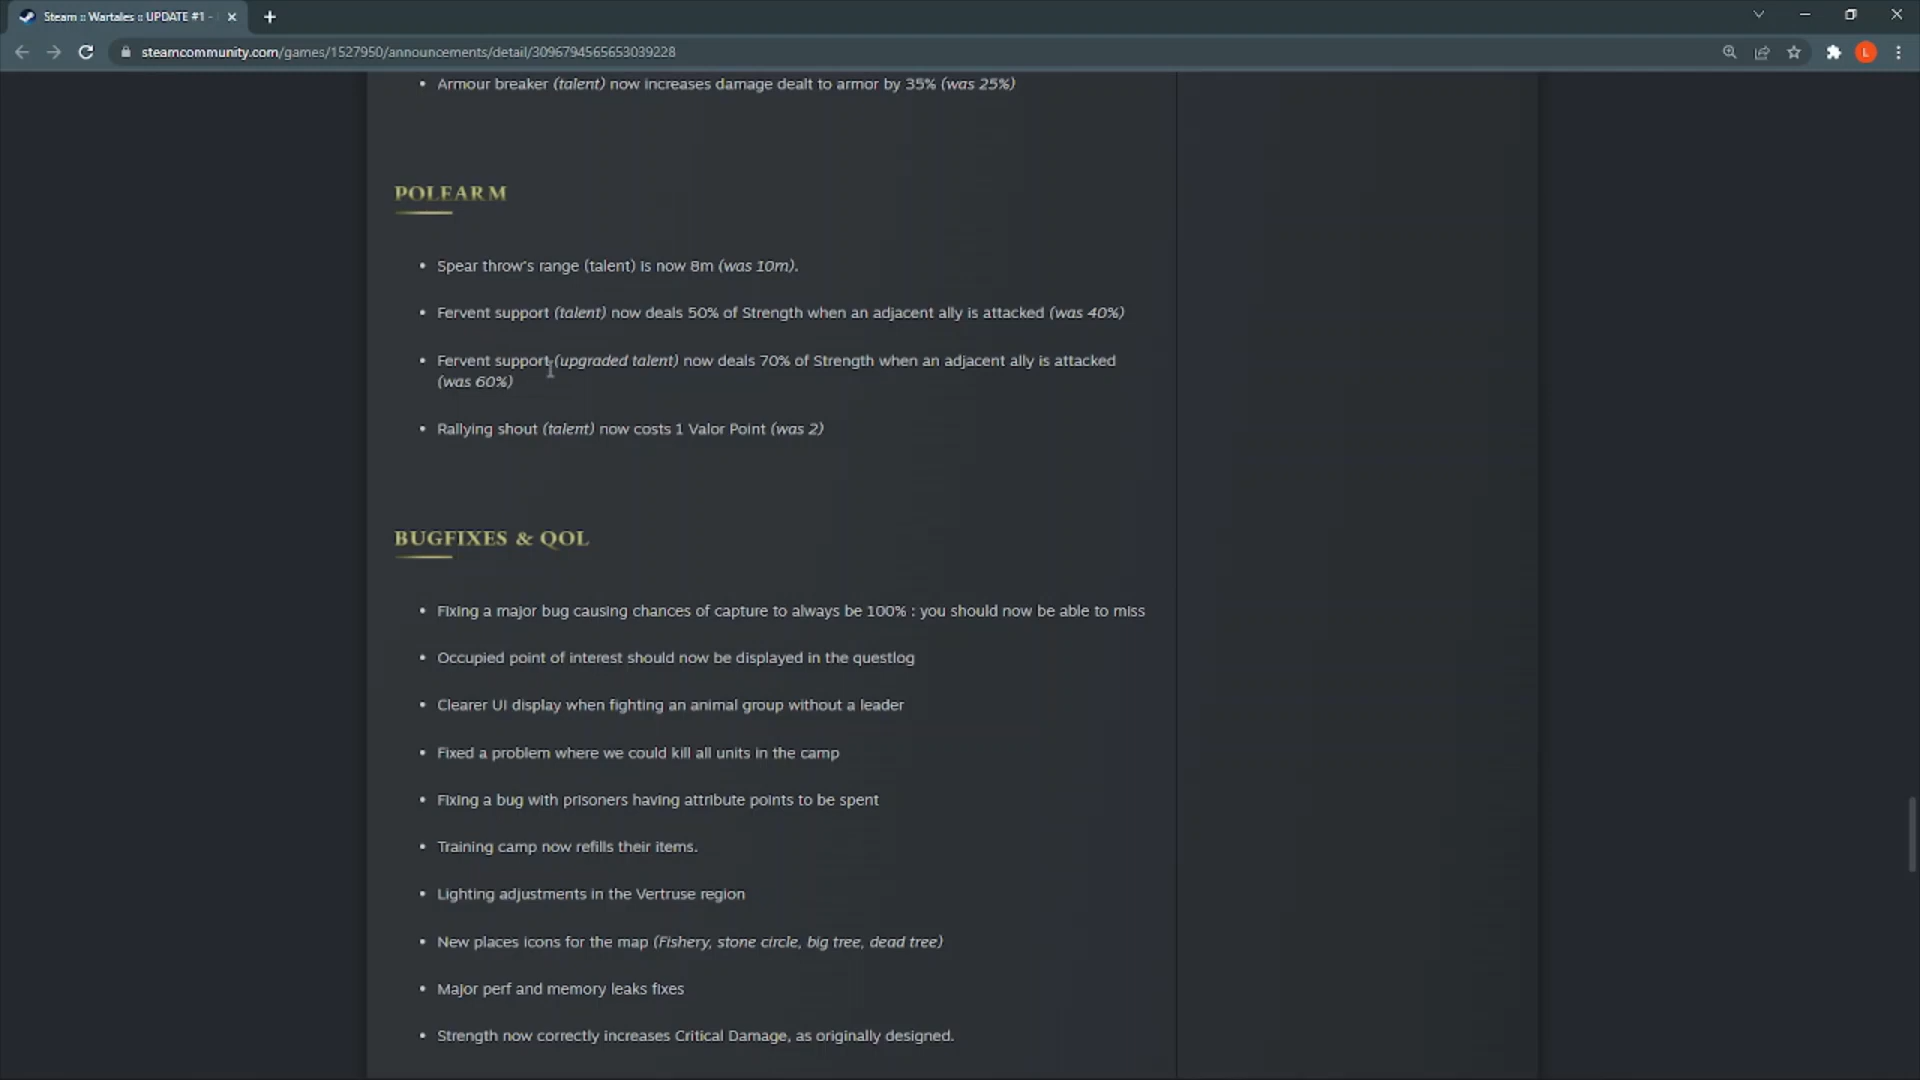 Steam :: Wartales :: UPDATE #1 -
steamcommunity.com/games/1527950/announcements/detail/3096794565653039228
L
• Armour breaker (talent) now increases damage dealt to armor by 35% (was 25%)
POLEARM
• Spear throw's range (talent) is now 8m (was 10m).
• Fervent support (talent) now deals 50% of Strength when an adjacent ally is attacked (was 40%)
• Fervent support (upgraded talent) now deals 70% of Strength when an adjacent ally is attacked
(was 60%)
• Rallying shout (talent) now costs 1 Valor Point (was 2)
BUGFIXES & QOL
• Fixing a major bug causing chances of capture to always be 100% : you should now be able to miss
• Occupied point of interest should now be displayed in the questlog
• Clearer UI display when fighting an animal group without a leader
• Fixed a problem where we could kill all units in the camp
• Fixing a bug with prisoners having attribute points to be spent
• Training camp now refills their items.
• Lighting adjustments in the Vertruse region
• New places icons for the map (Fishery, stone circle, big tree, dead tree)
• Major perf and memory leaks fixes
• Strength now correctly increases Critical Damage, as originally designed.